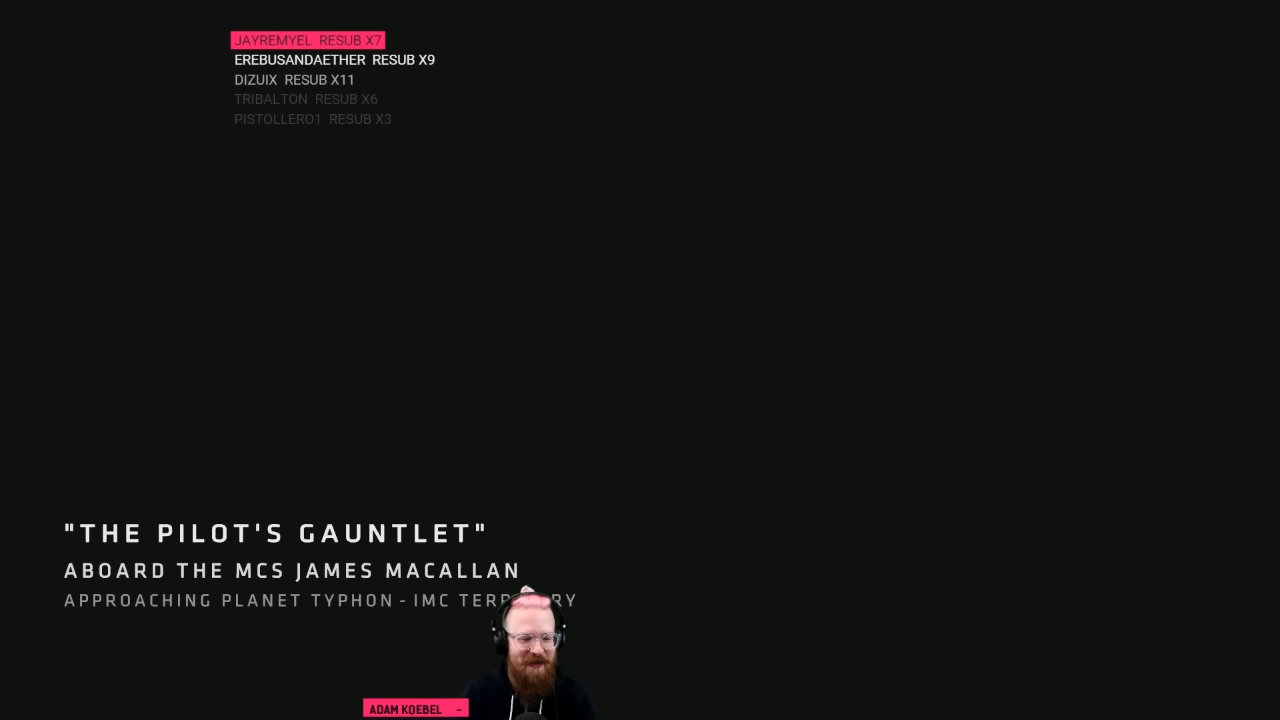 JAYREMYEL RESUB X7
EREBUSANDAETHER RESUB X9
DIZUIX RESUB X11
TRIBALTON RESUB X6
PISTOLLERO1 RESUB X3
"THE PILOT'S GAUNTLET"
ABOARD THE MCS JAMES MACALLAN
APPROACHING PLANET TYPHON - IMC
ADAM KOEBEL -